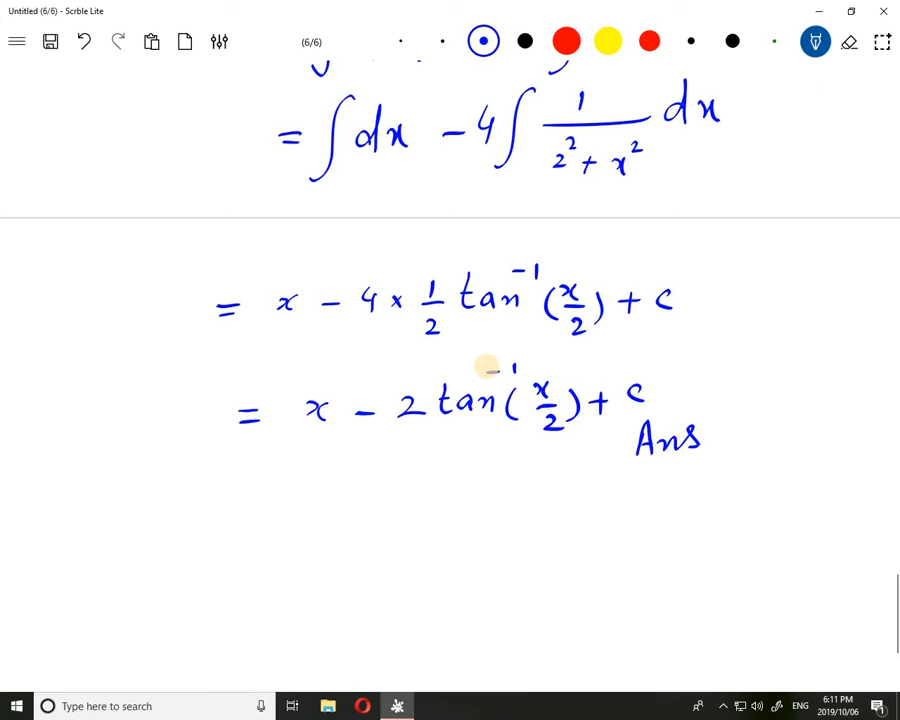 Untitled (6/6) - Scrble Lite
(6/6)
= ∫ dx - 4 ∫ 1/(2² + x²) dx
= x - 4 × 1/2 tan⁻¹ (x/2) + c
= x - 2 tan⁻¹ (x/2) + c
Ans
Type here to search
ENG
6:11 PM
2019/10/06